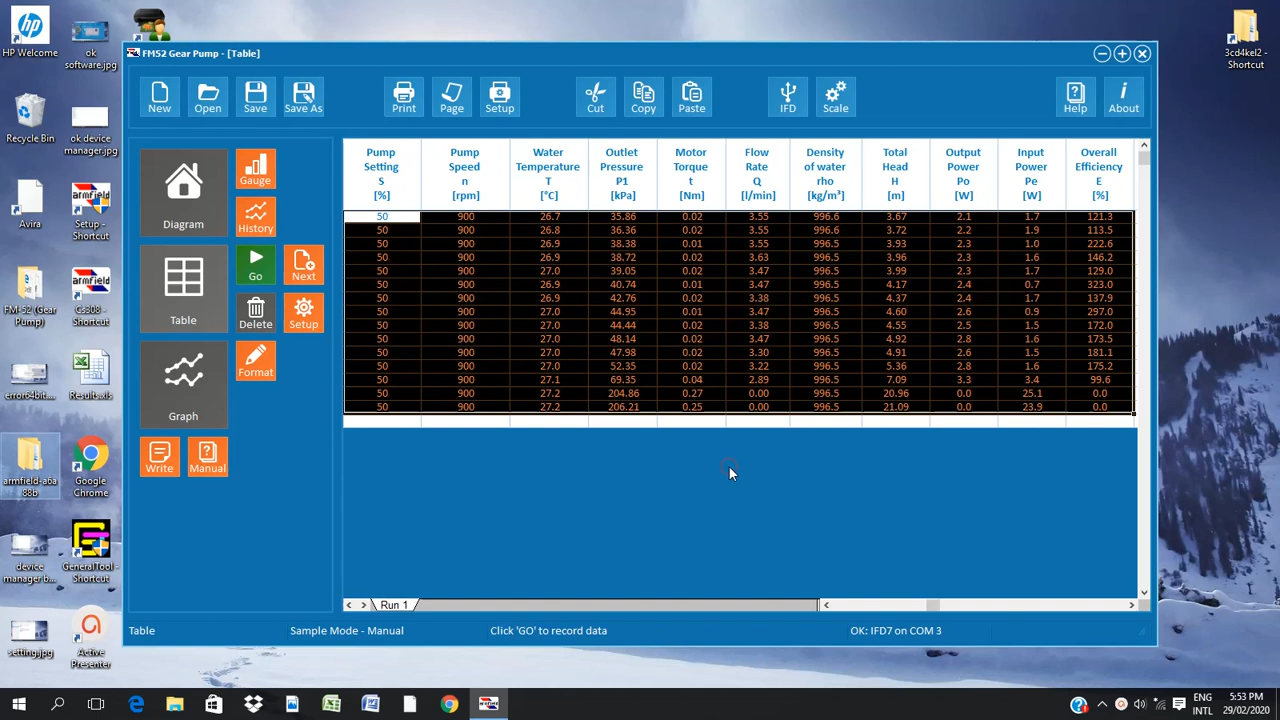 HP Welcome
ok software.jpg
3cd4kel2 - Shortcut
Recycle Bin
ok device manager.jpg
Avira
Setup - Shortcut
FM-52 (Gear Pump)
armfield
Cs308 - Shortcut
error64bit....
Results.xls
armfield-a6a88b
Google Chrome
device manager b...
GeneralTool - Shortcut
setting.jpg
Active Presenter
FM52 Gear Pump - [Table]
New Open Save Save As Print Page Setup Cut Copy Paste IFD Scale Help About
Diagram
Gauge
History
Table
Go
Next
Delete
Setup
Graph
Format
Write
Manual
Pump Setting S [%]
Pump Speed n [rpm]
Water Temperature T [°C]
Outlet Pressure P1 [kPa]
Motor Torque t [Nm]
Flow Rate Q [l/min]
Density of water rho [kg/m³]
Total Head H [m]
Output Power Po [W]
Input Power Pe [W]
Overall Efficiency E [%]
50 900 26.7 35.86 0.02 3.55 996.6 3.67 2.1 1.7 121.3
50 900 26.8 36.36 0.02 3.55 996.6 3.72 2.2 1.9 113.5
50 900 26.9 38.38 0.01 3.55 996.5 3.93 2.3 1.0 222.6
50 900 26.9 38.72 0.02 3.63 996.5 3.96 2.3 1.6 146.2
50 900 27.0 39.05 0.02 3.47 996.5 3.99 2.3 1.7 129.0
50 900 26.9 40.74 0.01 3.47 996.5 4.17 2.4 0.7 323.0
50 900 26.9 42.76 0.02 3.38 996.5 4.37 2.4 1.7 137.9
50 900 27.0 44.95 0.01 3.47 996.5 4.60 2.6 0.9 297.0
50 900 27.0 44.44 0.02 3.38 996.5 4.55 2.5 1.5 172.0
50 900 27.0 48.14 0.02 3.47 996.5 4.92 2.8 1.6 173.5
50 900 27.0 47.98 0.02 3.30 996.5 4.91 2.6 1.5 181.1
50 900 27.0 52.35 0.02 3.22 996.5 5.36 2.8 1.6 175.2
50 900 27.1 69.35 0.04 2.89 996.5 7.09 3.3 3.4 99.6
50 900 27.2 204.86 0.27 0.00 996.5 20.96 0.0 25.1 0.0
50 900 27.2 206.21 0.25 0.00 996.5 21.09 0.0 23.9 0.0
Run 1
Table Sample Mode - Manual Click 'GO' to record data OK: IFD7 on COM 3
ENG INTL
5:53 PM
29/02/2020